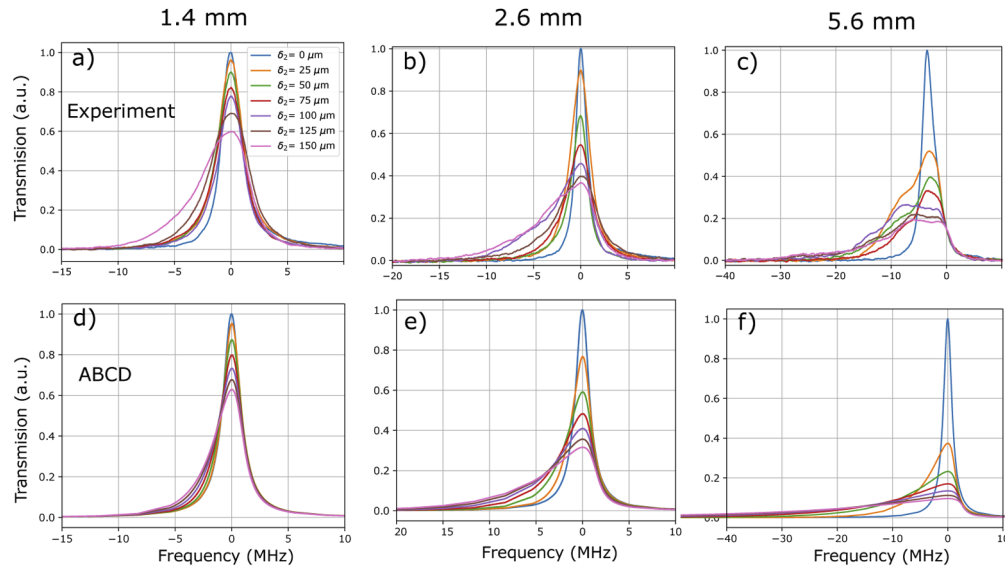 1.4 mm 2.6 mm 5.6 mm
a) b) c)
Experiment
δ₂= 0 μm
δ₂= 25 μm
δ₂= 50 μm
δ₂= 75 μm
δ₂= 100 μm
δ₂= 125 μm
δ₂= 150 μm
Transmision (a.u.)
1.0
0.8
0.6
0.4
0.2
0.0
−15 −10 −5 0 5
1.0
0.8
0.6
0.4
0.2
0.0
−20 −15 −10 −5 0 5
1.0
0.8
0.6
0.4
0.2
0.0
−40 −30 −20 −10 0
d) e) f)
ABCD
Transmision (a.u.)
1.0
0.8
0.6
0.4
0.2
0.0
−15 −10 −5 0 5 10
Frequency (MHz)
1.0
0.8
0.6
0.4
0.2
0.0
20 15 10 5 0 5 10
Frequency (MHz)
1.0
0.8
0.6
0.4
0.2
0.0
−40 −30 −20 −10 0 10
Frequency (MHz)